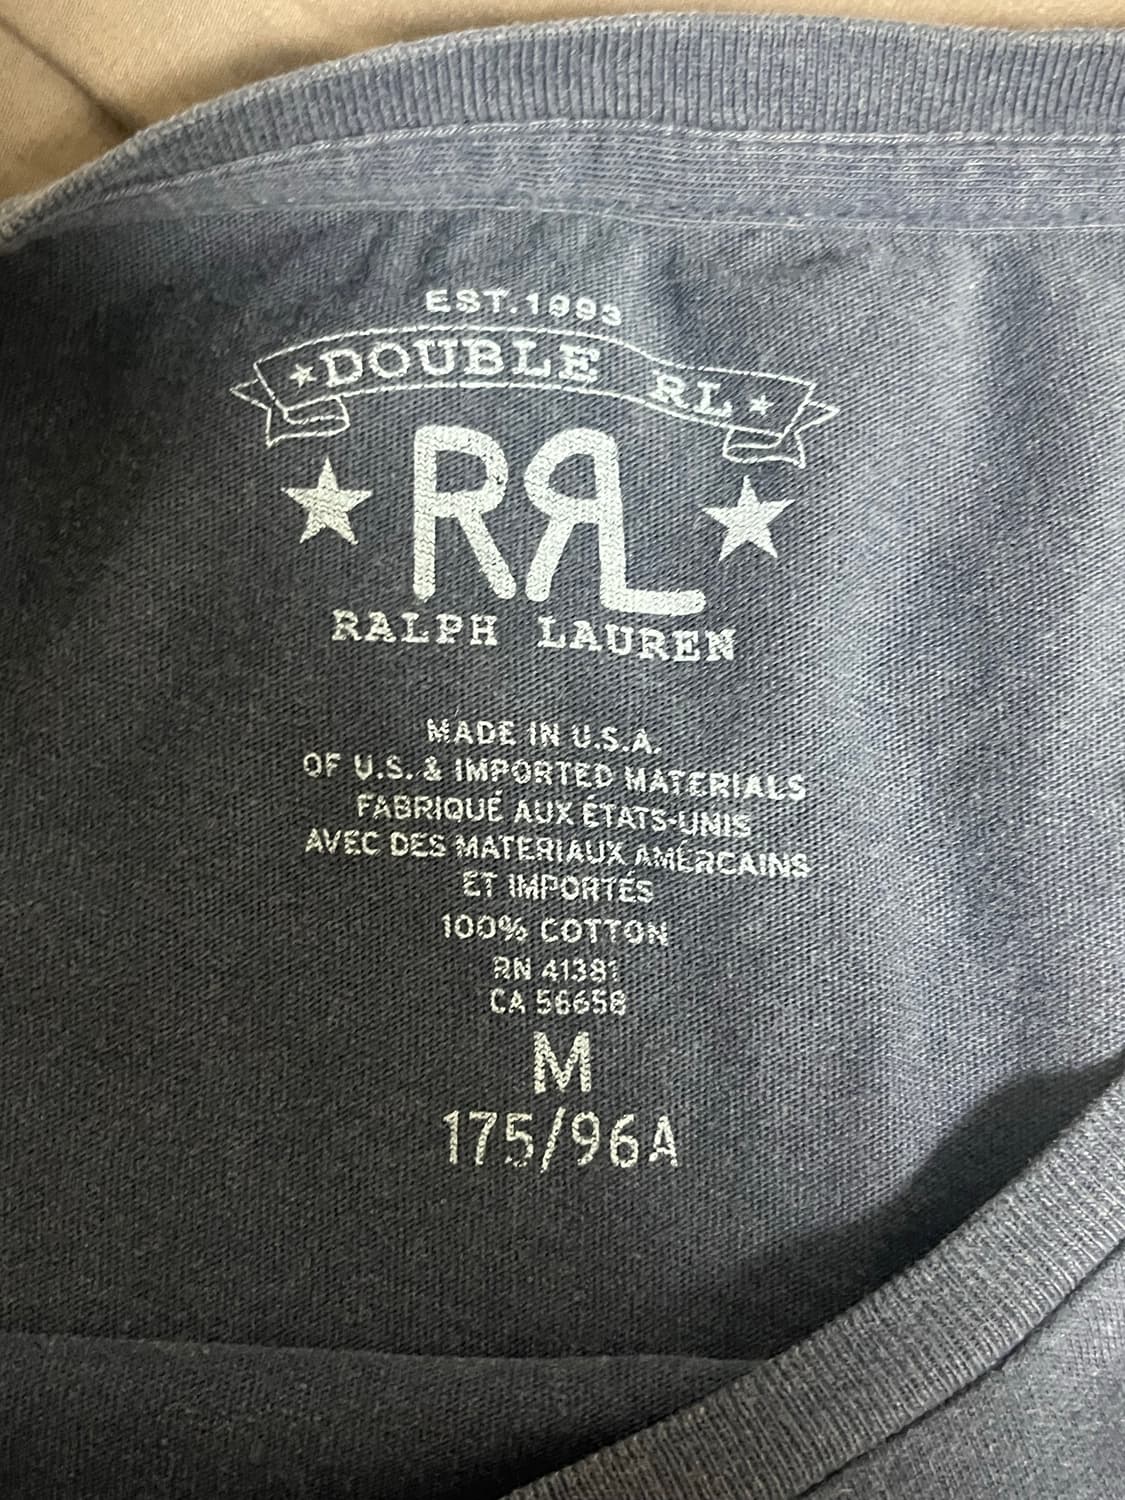 EST.1993
DOUBLE RL
RRL
RALPH LAUREN
MADE IN U.S.A.
OF U.S. & IMPORTED MATERIALS
FABRIQUÉ AUX ÉTATS-UNIS
AVEC DES MATERIAUX AMÉRCAINS
ET IMPORTÉS
100% COTTON
RN 41381
CA 56658
M
175/96A